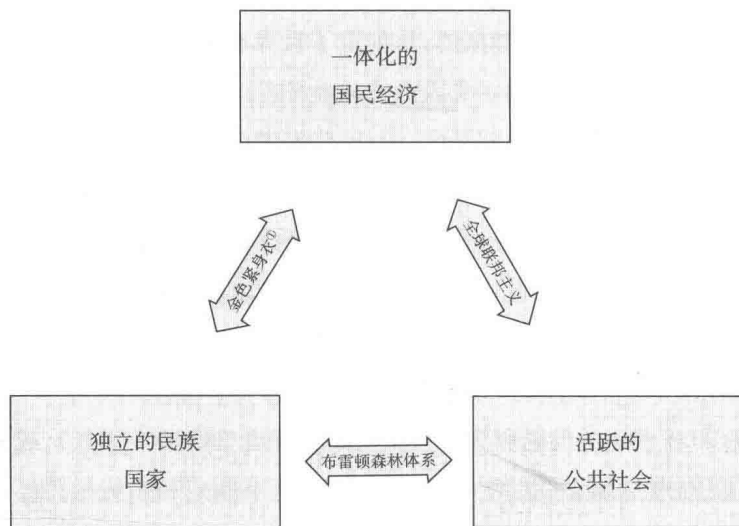 一体化的
国民经济
金色紧身衣①
全球联邦主义
独立的民族
国家
布雷顿森林体系
活跃的
公共社会